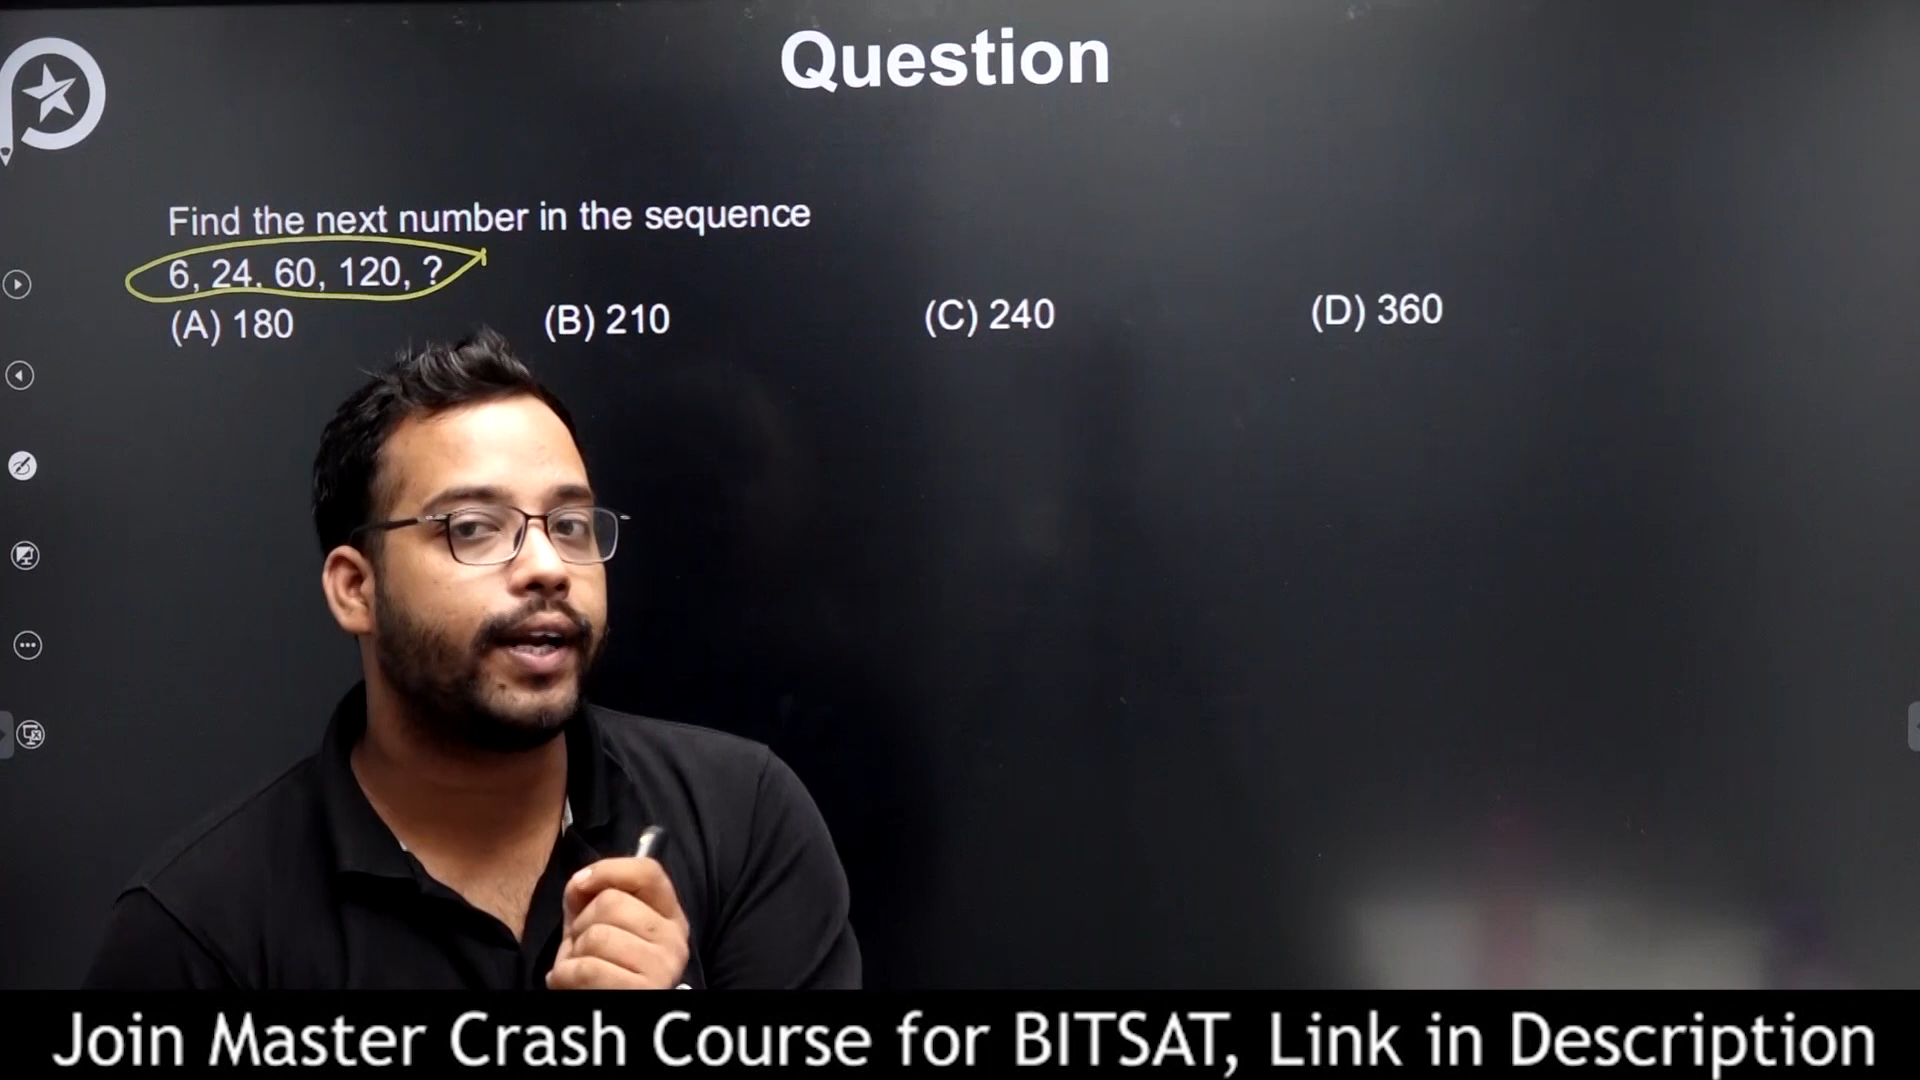 Question
Find the next number in the sequence
6, 24, 60, 120, ?
(A) 180 (B) 210 (C) 240 (D) 360
Join Master Crash Course for BITSAT, Link in Description